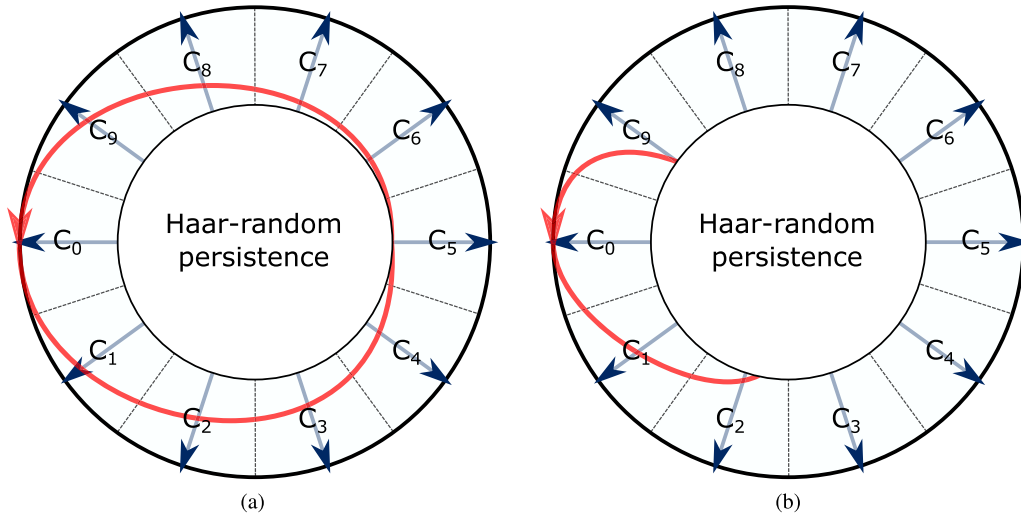 C8 C7
C9 C6
Haar-random
persistence
C0 C5
C1 C4
C2 C3
(a)
C8 C7
C9 C6
Haar-random
persistence
C0 C5
C1 C4
C2 C3
(b)